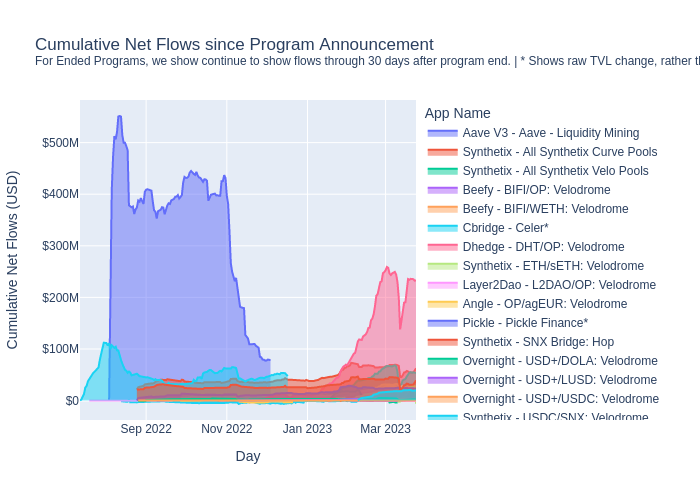 Cumulative Net Flows since Program Announcement
For Ended Programs, we show continue to show flows through 30 days after program end. | * Shows raw TVL change, rather
App Name
Aave V3 - Aave - Liquidity Mining
Synthetix - All Synthetix Curve Pools
Synthetix - All Synthetix Velo Pools
Beefy - BIFI/OP: Velodrome
Beefy - BIFI/WETH: Velodrome
Cbridge - Celer*
Dhedge - DHT/OP: Velodrome
Synthetix - ETH/sETH: Velodrome
Layer2Dao - L2DAO/OP: Velodrome
Angle - OP/agEUR: Velodrome
Pickle - Pickle Finance*
Synthetix - SNX Bridge: Hop
Overnight - USD+/DOLA: Velodrome
Overnight - USD+/LUSD: Velodrome
Overnight - USD+/USDC: Velodrome
Synthetix - USDC/SNX: Velodrome
Cumulative Net Flows (USD)
$500M
$400M
$300M
$200M
$100M
$0
Sep 2022 Nov 2022 Jan 2023 Mar 2023
Day